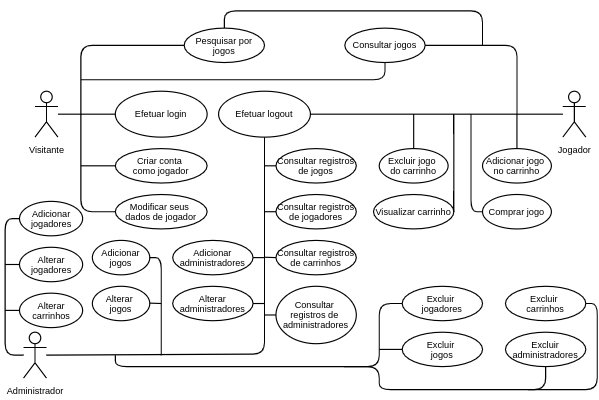 Pesquisar por
jogos
Consultar jogos
Efetuar login
Efetuar logout
Visitante
Jogador
Criar conta
como jogador
Consultar registros
de jogos
Excluir jogo
do carrinho
Adicionar jogo
no carrinho
Modificar seus
dados de jogador
Consultar registros
de jogadores
Visualizar carrinho
Comprar jogo
Adicionar
jogadores
Alterar
jogadores
Adicionar
jogos
Adicionar
administradores
Consultar registros
de carrinhos
Alterar
carrinhos
Alterar
jogos
Alterar
administradores
Consultar
registros de
administradores
Excluir
jogadores
Excluir
carrinhos
Excluir
jogos
Excluir
administradores
Administrador